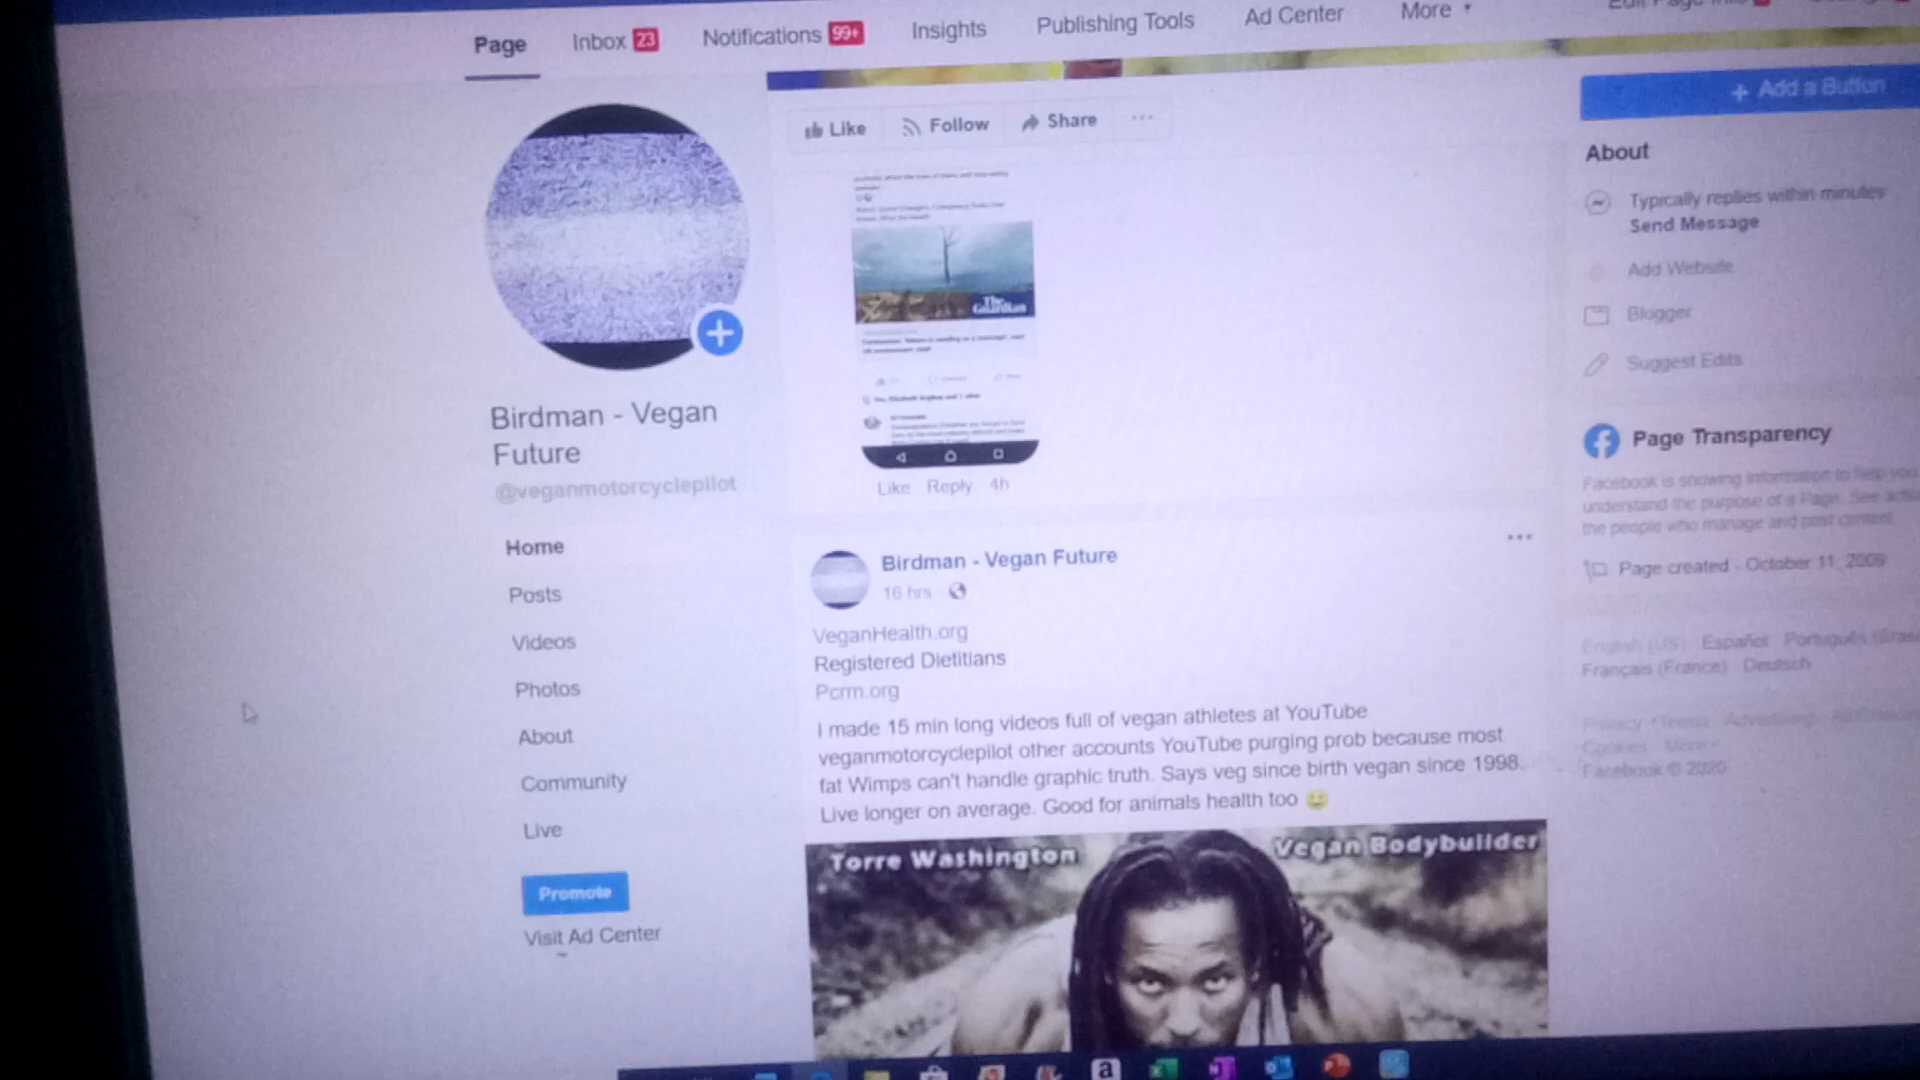 Page
Inbox 23
Notifications 99+
Insights
Publishing Tools
Ad Center
More
Like
Follow
Share
The Guardian
Like Reply 4h
Birdman - Vegan
Future
@veganmotorcyclepilot
Home
Posts
Videos
Photos
About
Community
Live
Promote
Visit Ad Center
Birdman - Vegan Future
16 hrs
VeganHealth.org
Registered Dietitians
Pcrm.org
I made 15 min long videos full of vegan athletes at YouTube
veganmotorcyclepilot other accounts YouTube purging prob because most
fat Wimps can't handle graphic truth. Says veg since birth vegan since 1998.
Live longer on average. Good for animals health too
Torre Washington
Vegan Bodybuilder
+ Add a Button
About
Typically replies within minutes
Send Message
Add Website
Blogger
Suggest Edits
Page Transparency
Facebook is showing information to help you
understand the purpose of a Page. See
the people who manage and post content.
Page created - October 11, 2009
English (US) Español Português
Français (France) Deutsch
Privacy Terms Advertising
Cookies More
Facebook © 2020
a